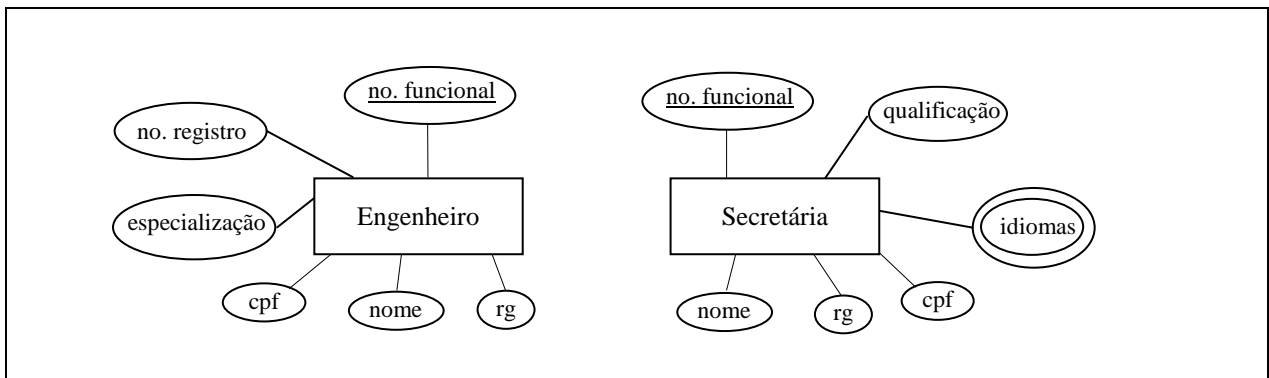 no. funcional
no. registro
especialização
Engenheiro
cpf
nome
rg
no. funcional
qualificação
Secretária
idiomas
nome
rg
cpf